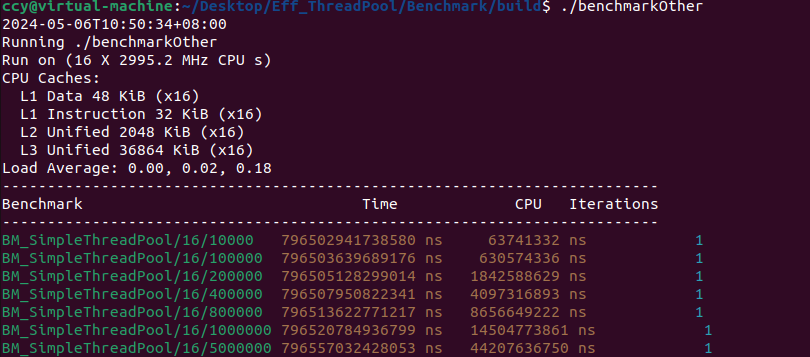 ccy@virtual-machine:~/Desktop/Eff_ThreadPool/Benchmark/build$ ./benchmarkOther
2024-05-06T10:50:34+08:00
Running ./benchmarkOther
Run on (16 X 2995.2 MHz CPU s)
CPU Caches:
  L1 Data 48 KiB (x16)
  L1 Instruction 32 KiB (x16)
  L2 Unified 2048 KiB (x16)
  L3 Unified 36864 KiB (x16)
Load Average: 0.00, 0.02, 0.18
-------------------------------------------------------------------------
Benchmark                               Time             CPU   Iterations
-------------------------------------------------------------------------
BM_SimpleThreadPool/16/10000   796502941738580 ns     63741332 ns            1
BM_SimpleThreadPool/16/100000  796503639689176 ns    630574336 ns            1
BM_SimpleThreadPool/16/200000  796505128299014 ns   1842588629 ns            1
BM_SimpleThreadPool/16/400000  796507950822341 ns   4097316893 ns            1
BM_SimpleThreadPool/16/800000  796513622771217 ns   8656649222 ns            1
BM_SimpleThreadPool/16/1000000 796520784936799 ns   14504773861 ns            1
BM_SimpleThreadPool/16/5000000 796557032428053 ns   44207636750 ns            1